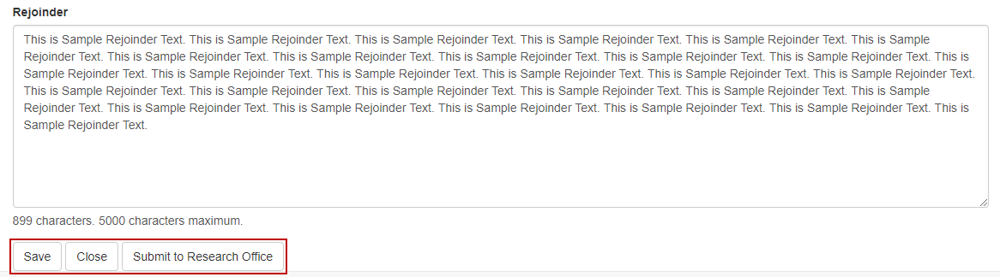 Rejoinder
This is Sample Rejoinder Text. This is Sample Rejoinder Text. This is Sample Rejoinder Text. This is Sample Rejoinder Text. This is Sample Rejoinder Text. This is Sample
Rejoinder Text. This is Sample Rejoinder Text. This is Sample Rejoinder Text. This is Sample Rejoinder Text. This is Sample Rejoinder Text. This is Sample Rejoinder Text. This is
Sample Rejoinder Text. This is Sample Rejoinder Text. This is Sample Rejoinder Text. This is Sample Rejoinder Text. This is Sample Rejoinder Text. This is Sample Rejoinder Text.
This is Sample Rejoinder Text. This is Sample Rejoinder Text. This is Sample Rejoinder Text. This is Sample Rejoinder Text. This is Sample Rejoinder Text. This is Sample
Rejoinder Text. This is Sample Rejoinder Text. This is Sample Rejoinder Text. This is Sample Rejoinder Text. This is Sample Rejoinder Text. This is Sample Rejoinder Text. This is
Sample Rejoinder Text.
899 characters. 5000 characters maximum.
Save Close Submit to Research Office